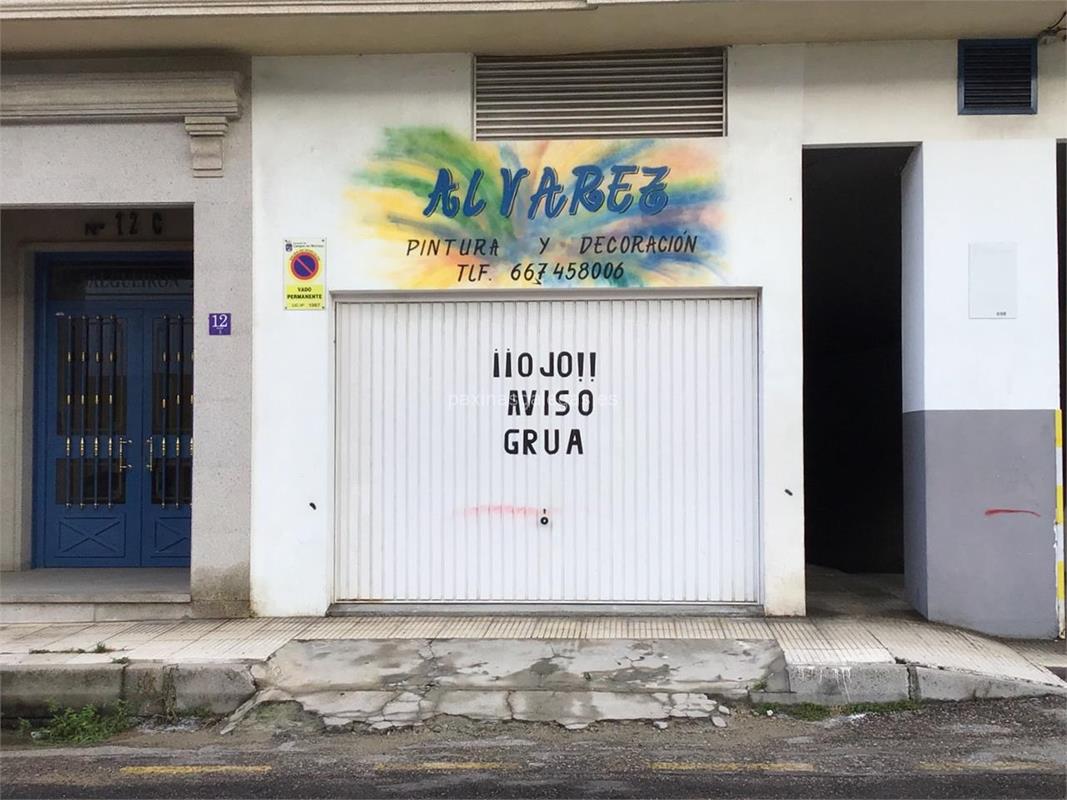 ALVAREZ
PINTURA Y DECORACIÓN
TLF. 667 458006
Nº 12 C
VADO
PERMANENTE
12
¡¡OJO!!
AVISO
GRUA